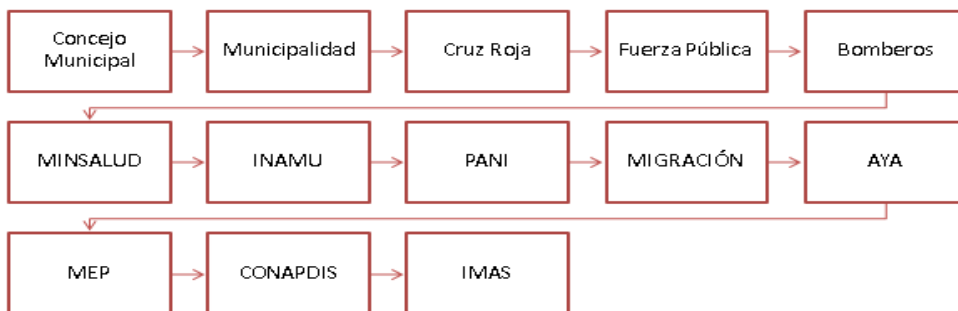 Concejo
Municipal
Municipalidad
Cruz Roja
Fuerza Pública
Bomberos
MINSALUD
INAMU
PANI
MIGRACIÓN
AYA
MEP
CONAPDIS
IMAS